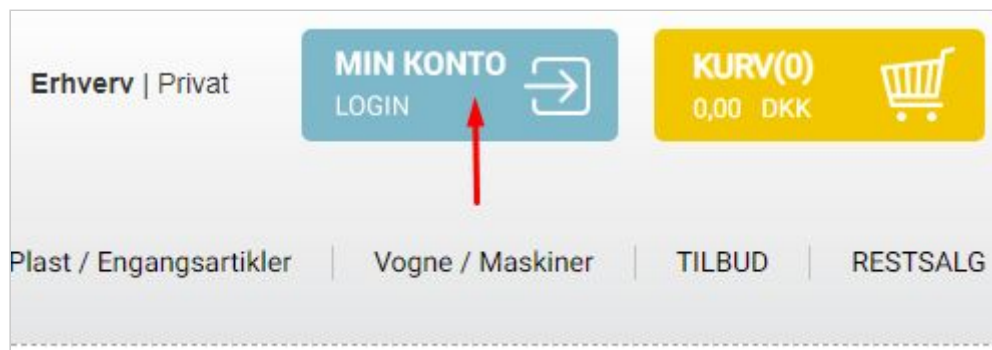 Erhverv | Privat
MIN KONTO
LOGIN
KURV(0)
0,00 DKK
Plast / Engangsartikler
Vogne / Maskiner
TILBUD
RESTSALG